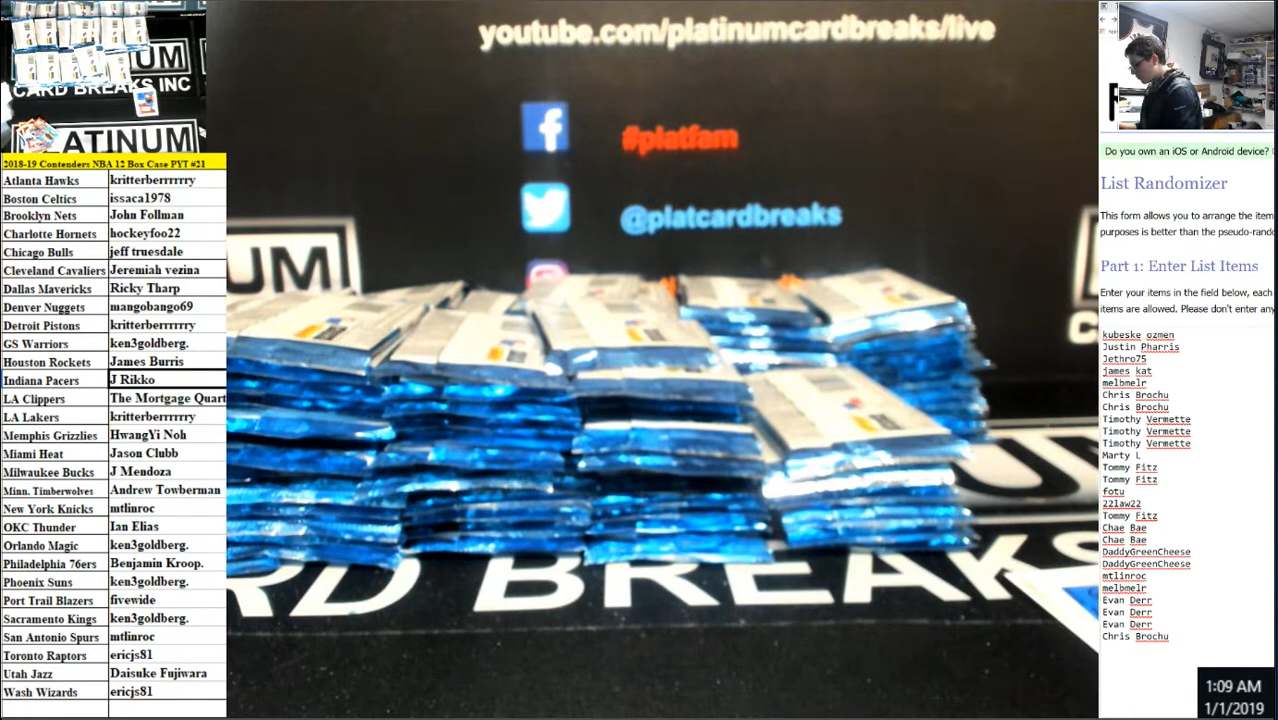 UM
CARD BREAKS INC
PLATINUM
2018-19 Contenders NBA 12 Box Case PYT #21
Atlanta Hawks kritterberrrrrry
Boston Celtics issaca1978
Brooklyn Nets John Follman
Charlotte Hornets hockeyfoo22
Chicago Bulls jeff truesdale
Cleveland Cavaliers Jeremiah vezina
Dallas Mavericks Ricky Tharp
Denver Nuggets mangobango69
Detroit Pistons kritterberrrrrry
GS Warriors ken3goldberg.
Houston Rockets James Burris
Indiana Pacers J Rikko
LA Clippers The Mortgage Quart
LA Lakers kritterberrrrrry
Memphis Grizzlies HwangYi Noh
Miami Heat Jason Clubb
Milwaukee Bucks J Mendoza
Minn. Timberwolves Andrew Towberman
New York Knicks mtlinroc
OKC Thunder Ian Elias
Orlando Magic ken3goldberg.
Philadelphia 76ers Benjamin Kroop.
Phoenix Suns ken3goldberg.
Port Trail Blazers fivewide
Sacramento Kings ken3goldberg.
San Antonio Spurs mtlinroc
Toronto Raptors ericjs81
Utah Jazz Daisuke Fujiwara
Wash Wizards ericjs81
youtube.com/platinumcardbreaks/live
#platfam
@platcardbreaks
UM
C
RD BREAKS
Do you own an iOS or Android device?
List Randomizer
This form allows you to arrange the item
purposes is better than the pseudo-rando
Part 1: Enter List Items
Enter your items in the field below, each
items are allowed. Please don't enter any
kubeske ozmen
Justin Pharris
Jethro75
james kat
melbmelr
Chris Brochu
Chris Brochu
Timothy Vermette
Timothy Vermette
Timothy Vermette
Marty L
Tommy Fitz
Tommy Fitz
fotu
22law22
Tommy Fitz
Chae Bae
Chae Bae
DaddyGreenCheese
DaddyGreenCheese
mtlinroc
melbmelr
Evan Derr
Evan Derr
Evan Derr
Chris Brochu
1:09 AM
1/1/2019